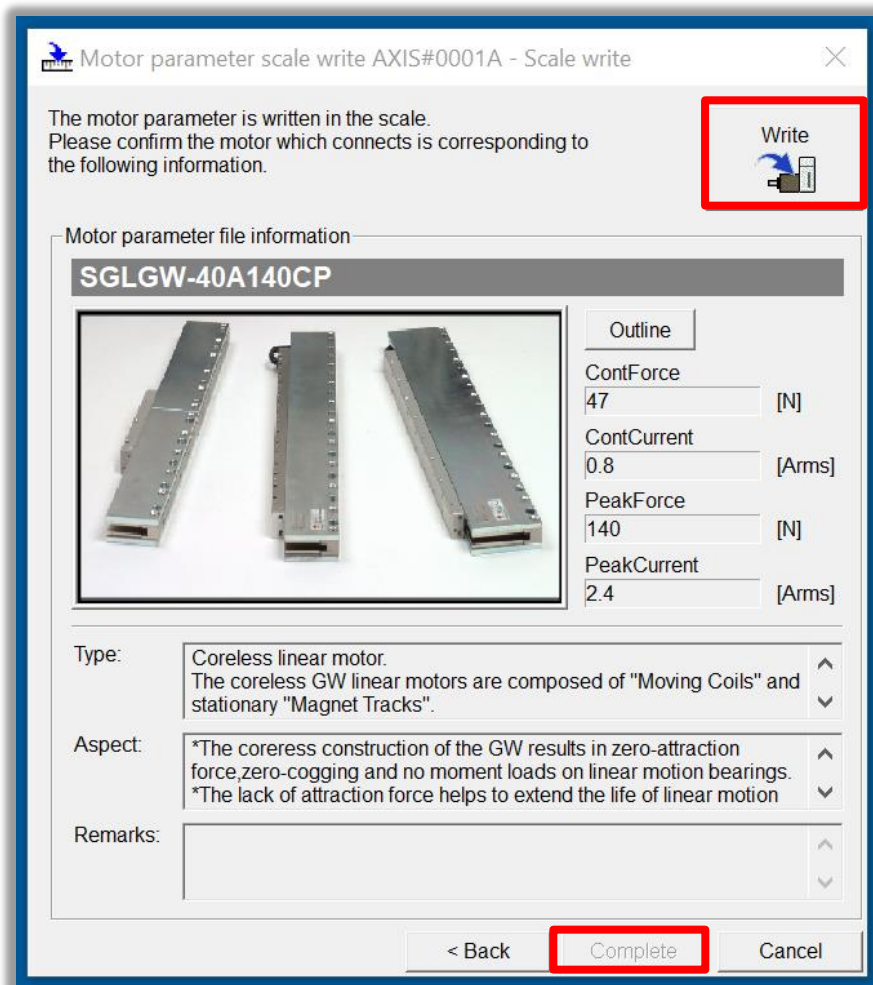 Motor parameter scale write AXIS#0001A - Scale write
The motor parameter is written in the scale.
Please confirm the motor which connects is corresponding to
the following information.
Write
Motor parameter file information
SGLGW-40A140CP
Outline
ContForce
47 [N]
ContCurrent
0.8 [Arms]
PeakForce
140 [N]
PeakCurrent
2.4 [Arms]
Type:
Coreless linear motor.
The coreless GW linear motors are composed of "Moving Coils" and
stationary "Magnet Tracks".
Aspect:
*The coreress construction of the GW results in zero-attraction
force,zero-cogging and no moment loads on linear motion bearings.
*The lack of attraction force helps to extend the life of linear motion
Remarks:
< Back Complete Cancel